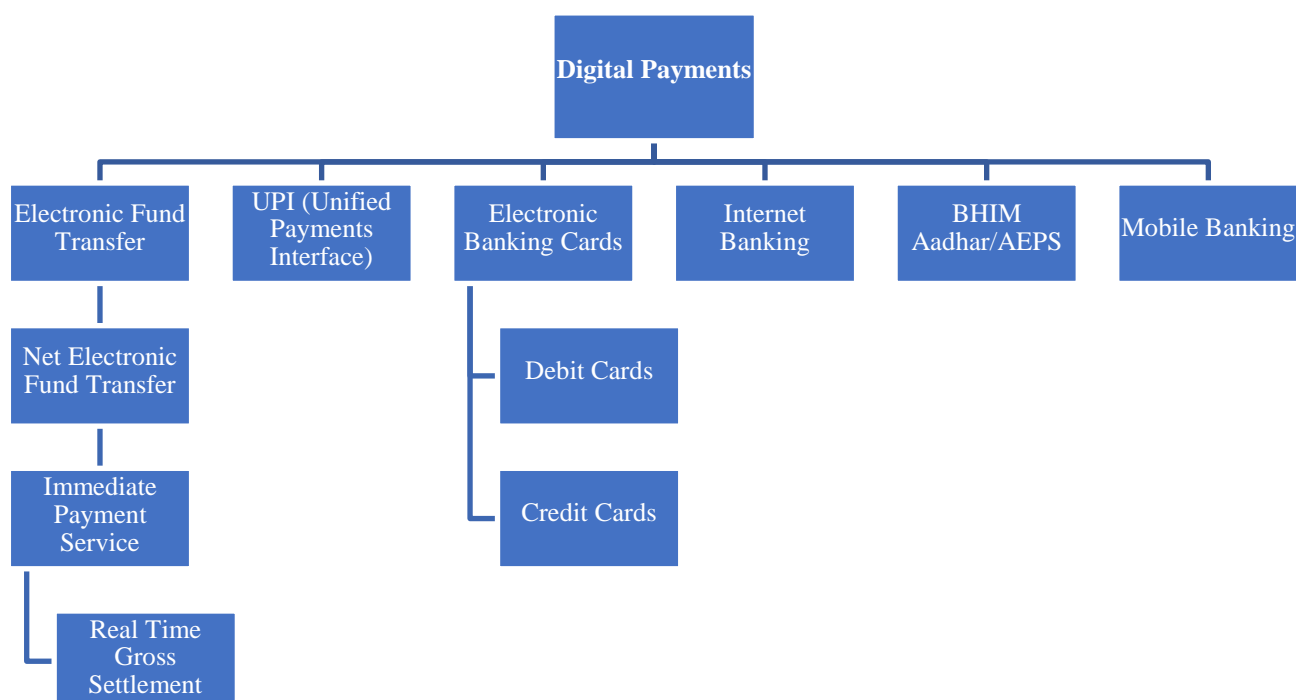 Digital Payments
Electronic Fund
Transfer
UPI (Unified
Payments
Interface)
Electronic
Banking Cards
Internet
Banking
BHIM
Aadhar/AEPS
Mobile Banking
Net Electronic
Fund Transfer
Debit Cards
Immediate
Payment
Service
Credit Cards
Real Time
Gross
Settlement